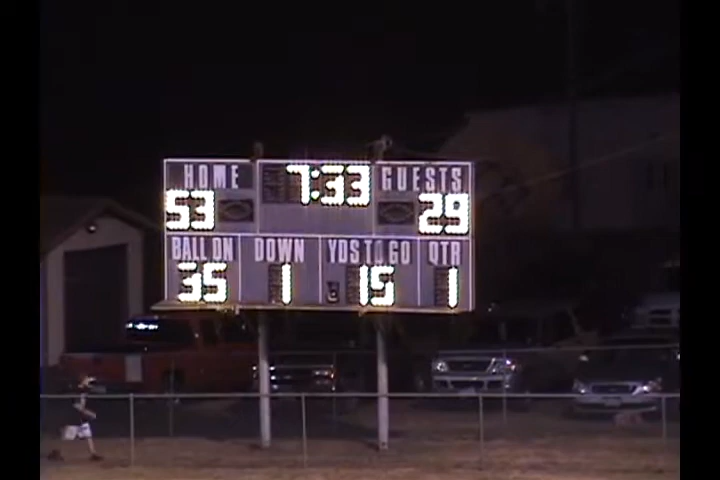 HOME 7:33 GUESTS
53 29
BALL ON DOWN YDS TO GO QTR
35 1 15 1